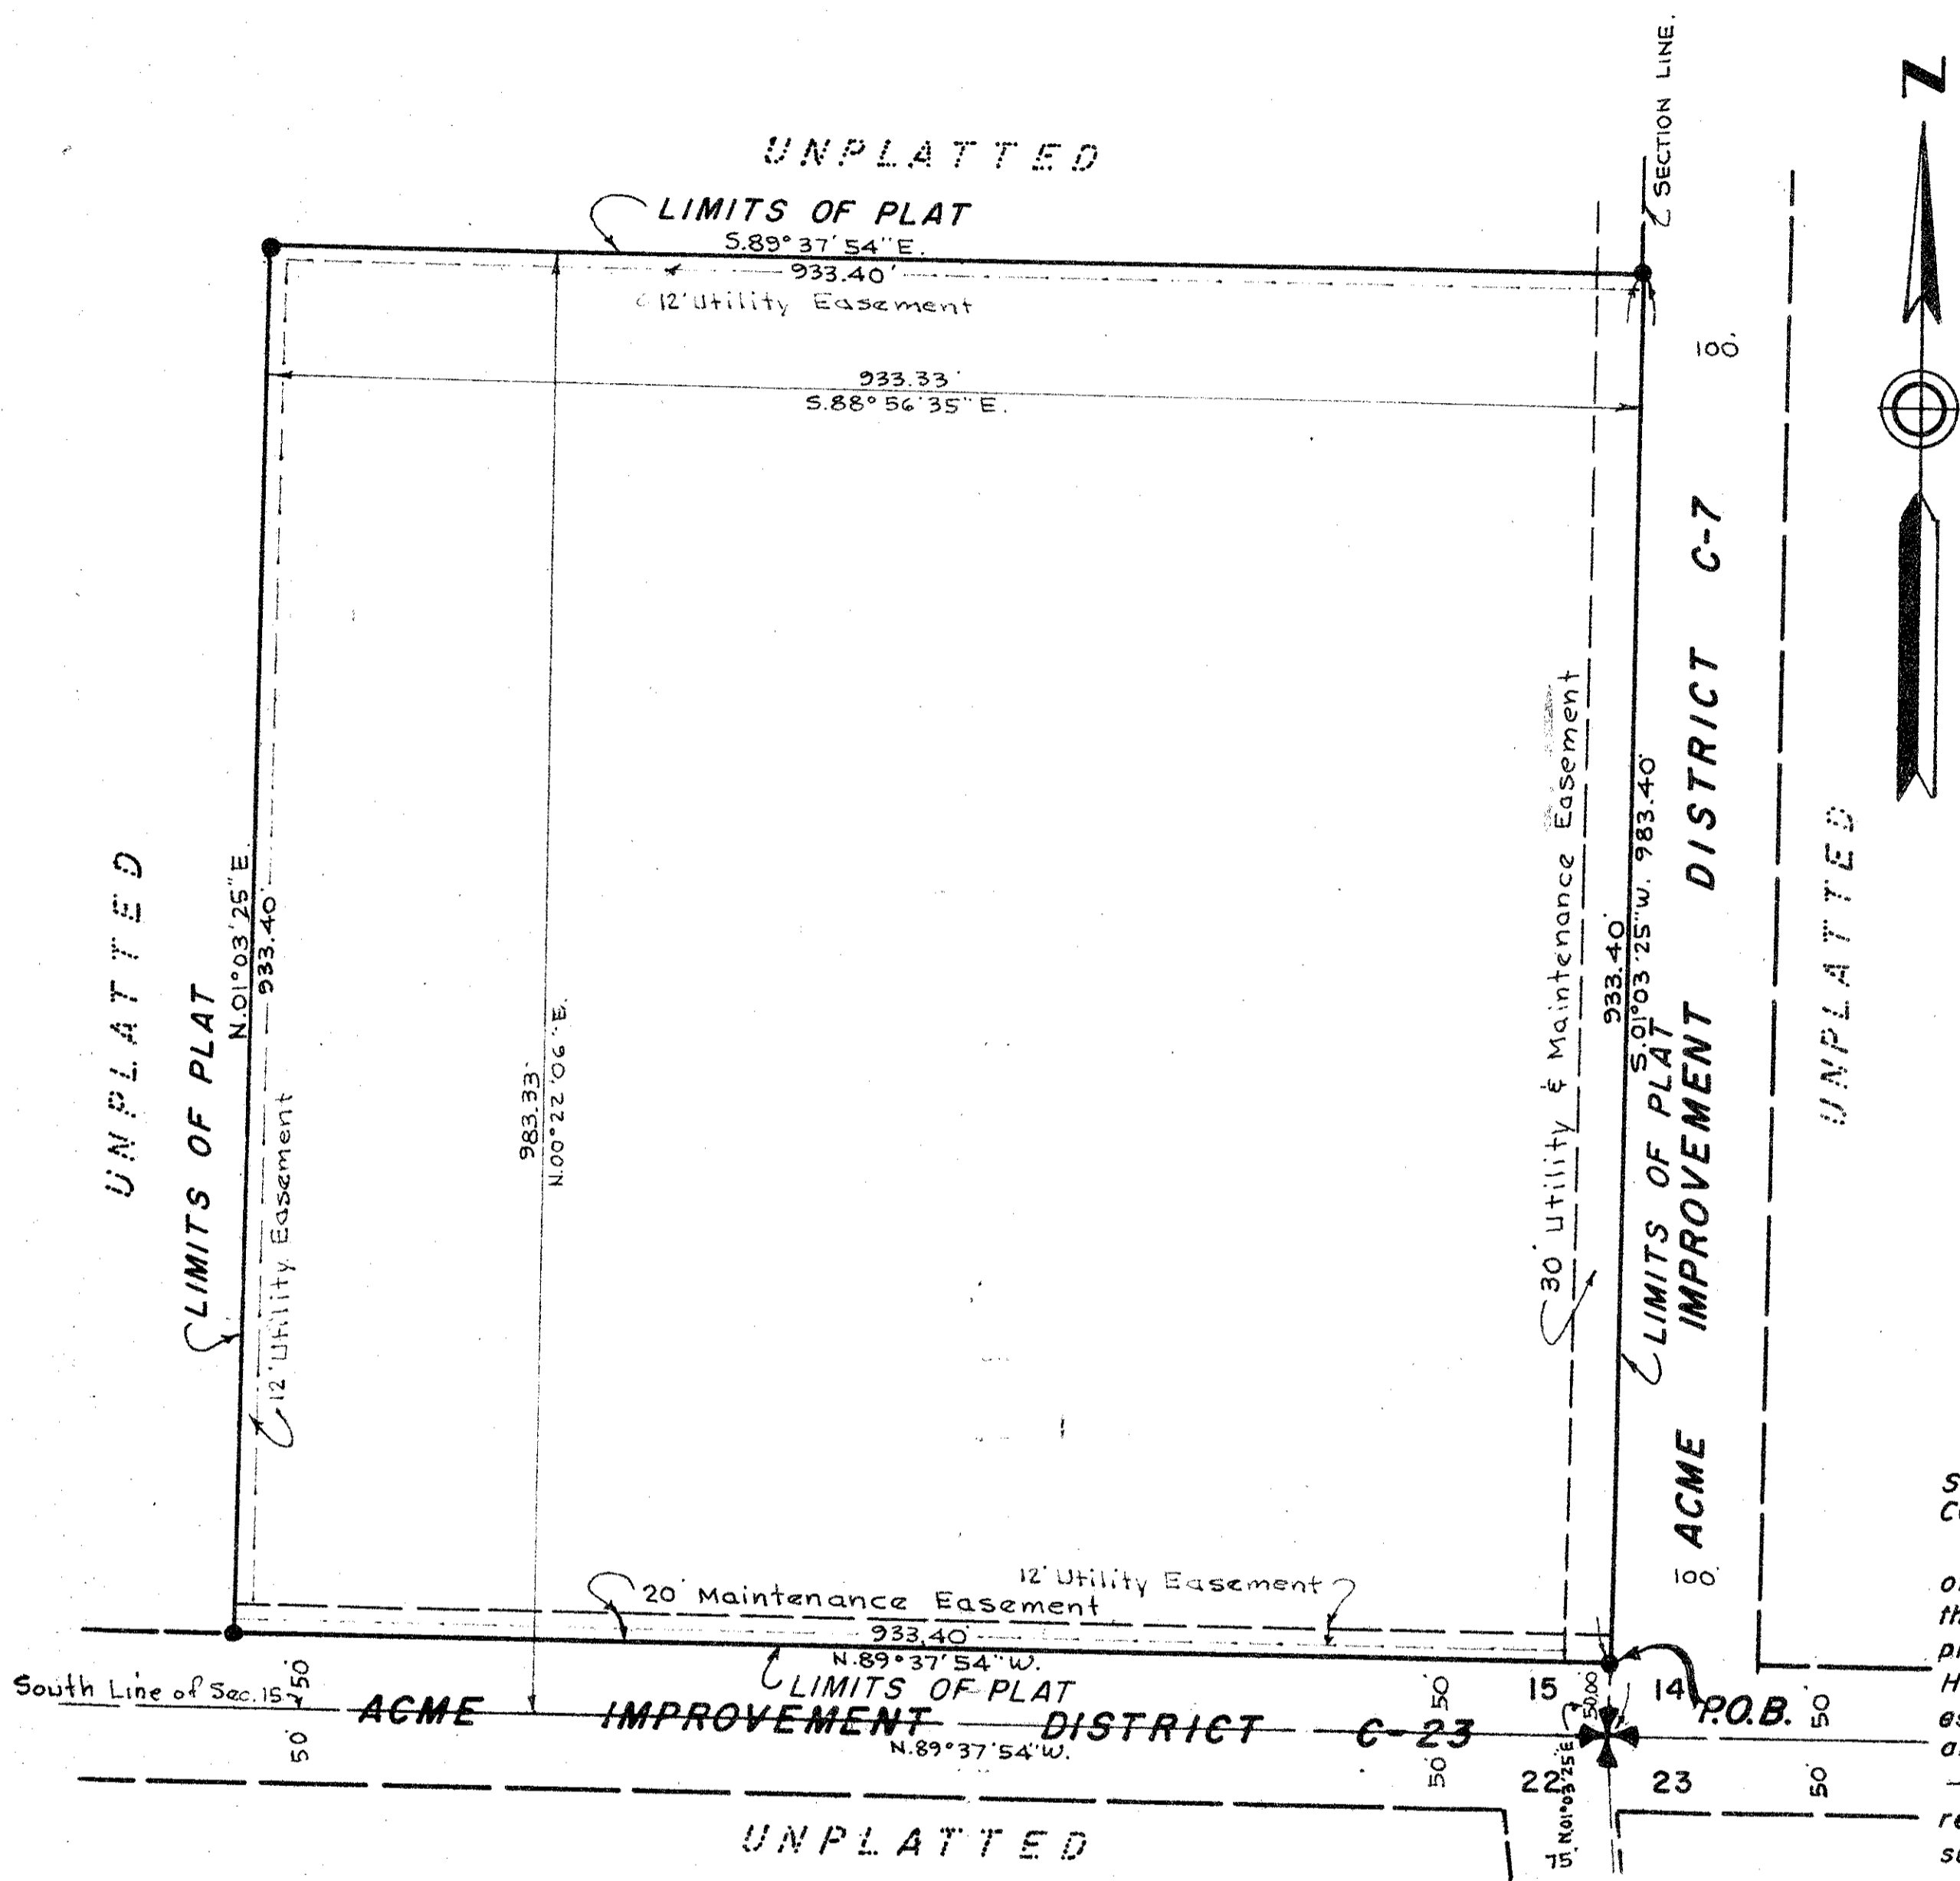 SECTION LINE.
N
UNPLATTED
LIMITS OF PLAT
S.89°37'54"E.
933.40'
12' Utility Easement
100'
933.33'
S.88°56'35"E.
ACME IMPROVEMENT DISTRICT C-7
UNPLATTED
LIMITS OF PLAT
N.01°03'25"E.
933.40'
12' Utility Easement
983.33'
N.00°22'06"E.
30' Utility & Maintenance Easement
933.40'
S.01°03'25"W. 983.40'
LIMITS OF PLAT
UNPLATTED
100'
12' Utility Easement
20' Maintenance Easement
933.40'
N.89°37'54"W.
LIMITS OF PLAT
South Line of Sec. 15
50'
50'
ACME IMPROVEMENT DISTRICT C-23
N.89°37'54"W.
50'
50'
15
14
50.00'
P.O.B.
50'
22
23
50'
75'
N.01°03'25"E.
UNPLATTED